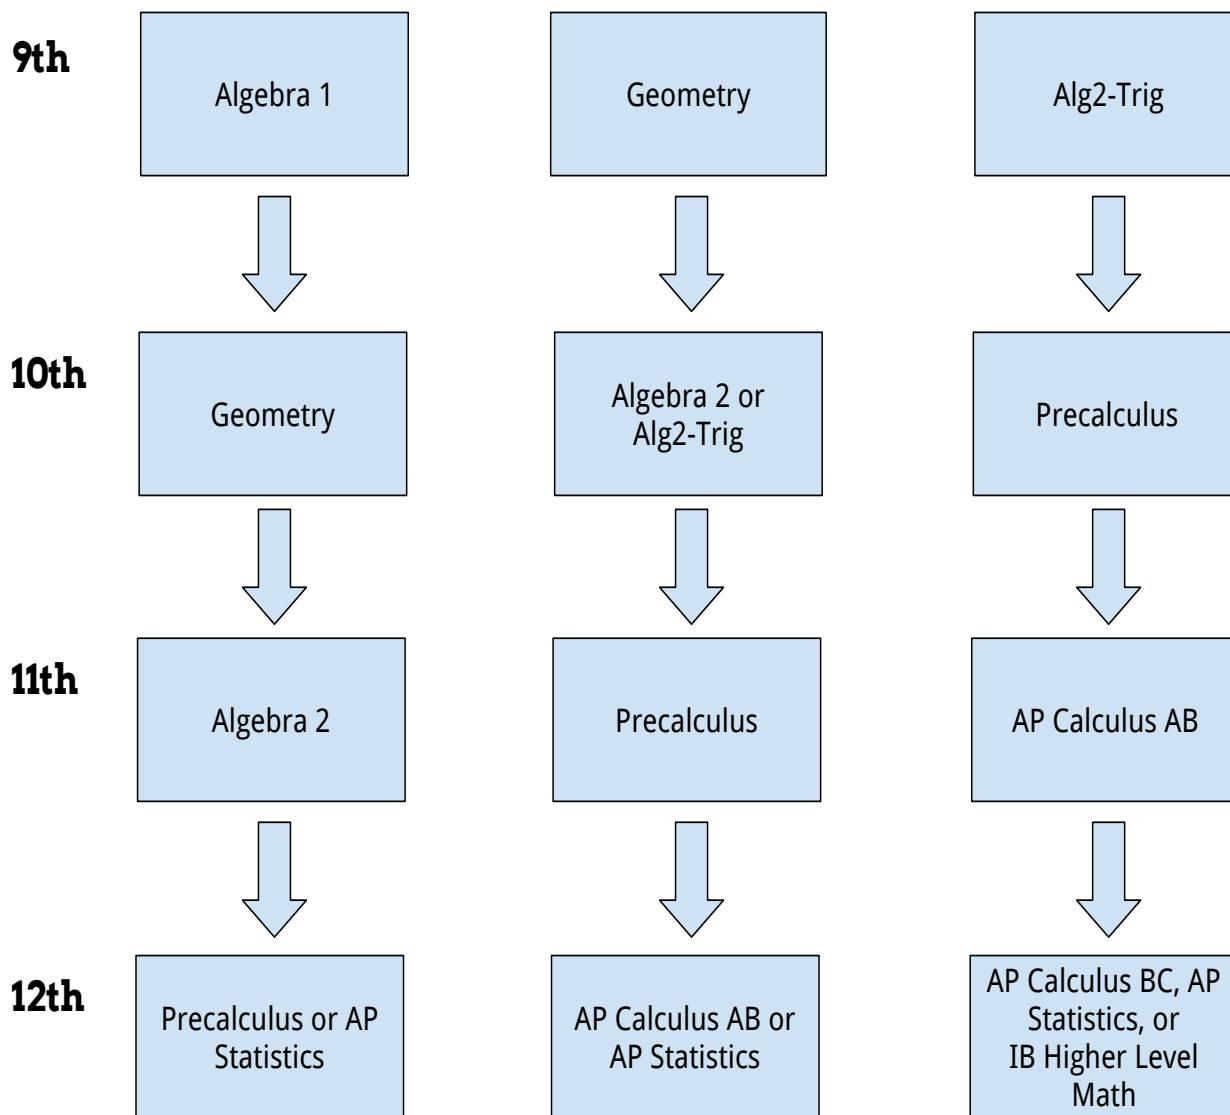 9th
Algebra 1
Geometry
Alg2-Trig
10th
Geometry
Algebra 2 or
Alg2-Trig
Precalculus
11th
Algebra 2
Precalculus
AP Calculus AB
12th
Precalculus or AP
Statistics
AP Calculus AB or
AP Statistics
AP Calculus BC, AP
Statistics, or
IB Higher Level
Math